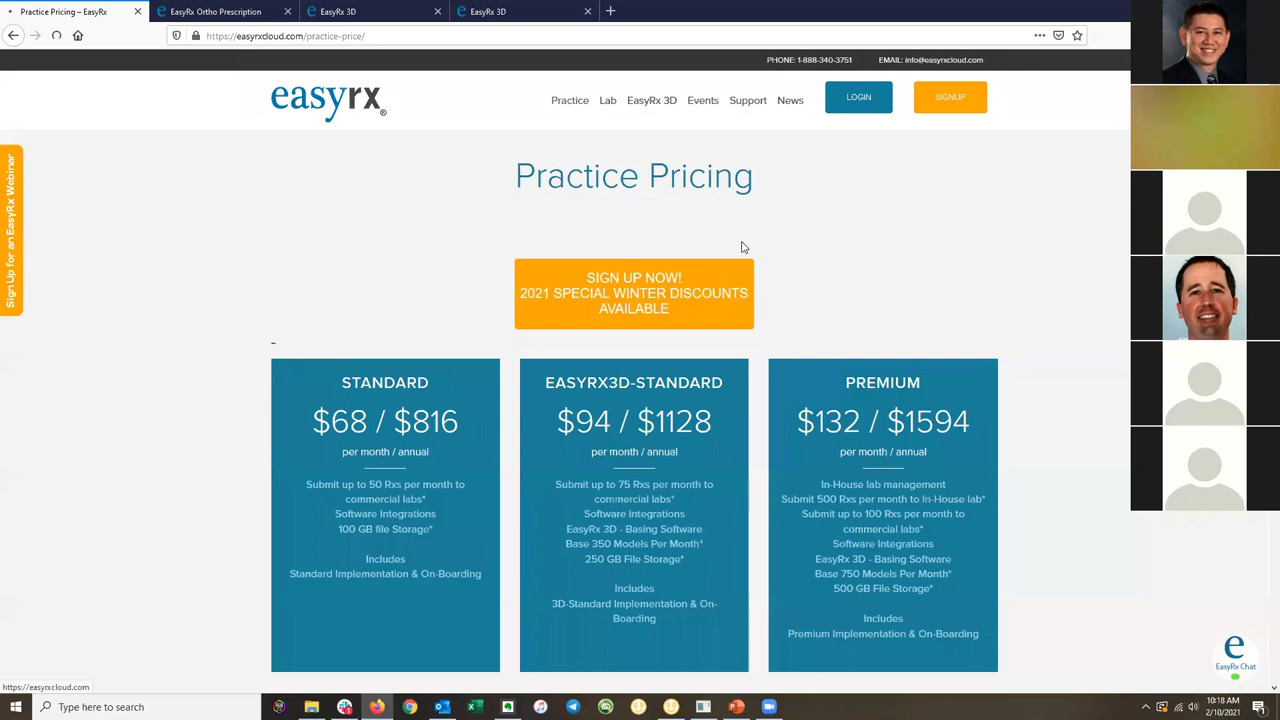 Practice Pricing – EasyRx
EasyRx Ortho Prescription
EasyRx 3D
EasyRx 3D
https://easyrxcloud.com/practice-price/
PHONE: 1-888-340-3751
EMAIL: info@easyrxcloud.com
easyrx®
Practice
Lab
EasyRx 3D
Events
Support
News
LOGIN
SIGNUP
Sign Up for an EasyRx Webinar
Practice Pricing
SIGN UP NOW!
2021 SPECIAL WINTER DISCOUNTS
AVAILABLE
STANDARD
$68 / $816
per month / annual
Submit up to 50 Rxs per month to
commercial labs*
Software Integrations
100 GB file Storage*
Includes
Standard Implementation & On-Boarding
EASYRX3D-STANDARD
$94 / $1128
per month / annual
Submit up to 75 Rxs per month to
commercial labs*
Software Integrations
EasyRx 3D - Basing Software
Base 350 Models Per Month*
250 GB File Storage*
Includes
3D-Standard Implementation & On-
Boarding
PREMIUM
$132 / $1594
per month / annual
In-House lab management
Submit 500 Rxs per month to In-House lab*
Submit up to 100 Rxs per month to
commercial labs*
Software Integrations
EasyRx 3D - Basing Software
Base 750 Models Per Month*
500 GB File Storage*
Includes
Premium Implementation & On-Boarding
e
EasyRx Chat
https://easyrxcloud.com
Type here to search
10:18 AM
2/10/2021